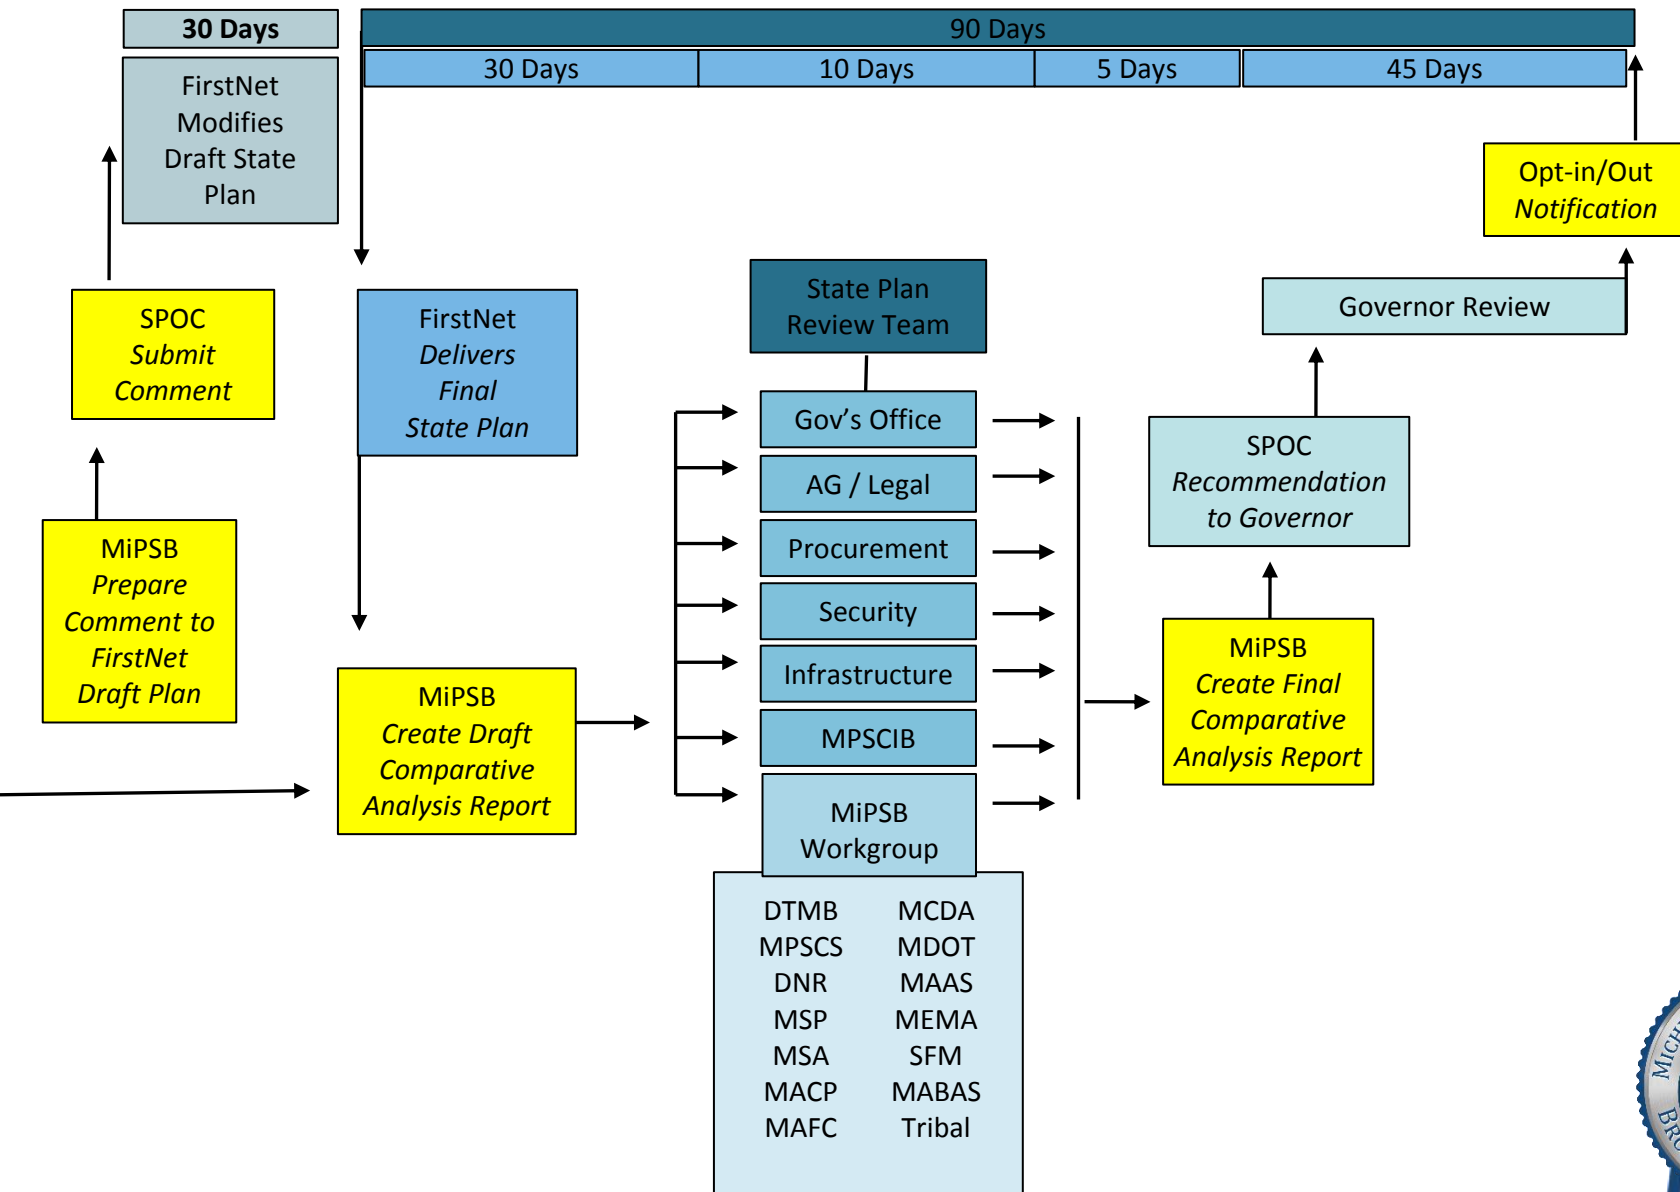 30 Days
90 Days
30 Days
10 Days
5 Days
45 Days
FirstNet
Modifies
Draft State
Plan
SPOC
Submit
Comment
MiPSB
Prepare
Comment to
FirstNet
Draft Plan
FirstNet
Delivers
Final
State Plan
MiPSB
Create Draft
Comparative
Analysis Report
State Plan
Review Team
Gov's Office
AG / Legal
Procurement
Security
Infrastructure
MPSCIB
MiPSB
Workgroup
DTMB MCDA
MPSCS MDOT
DNR MAAS
MSP MEMA
MSA SFM
MACP MABAS
MAFC Tribal
MiPSB
Create Final
Comparative
Analysis Report
SPOC
Recommendation
to Governor
Governor Review
Opt-in/Out
Notification